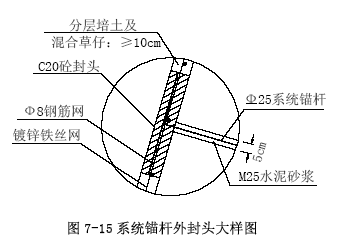 分层培土及
混合草仔：≥10cm
C20砼封头
Φ25系统锚杆
Φ8钢筋网
镀锌铁丝网
5cm
M25水泥砂浆
图 7-15 系统锚杆外封头大样图